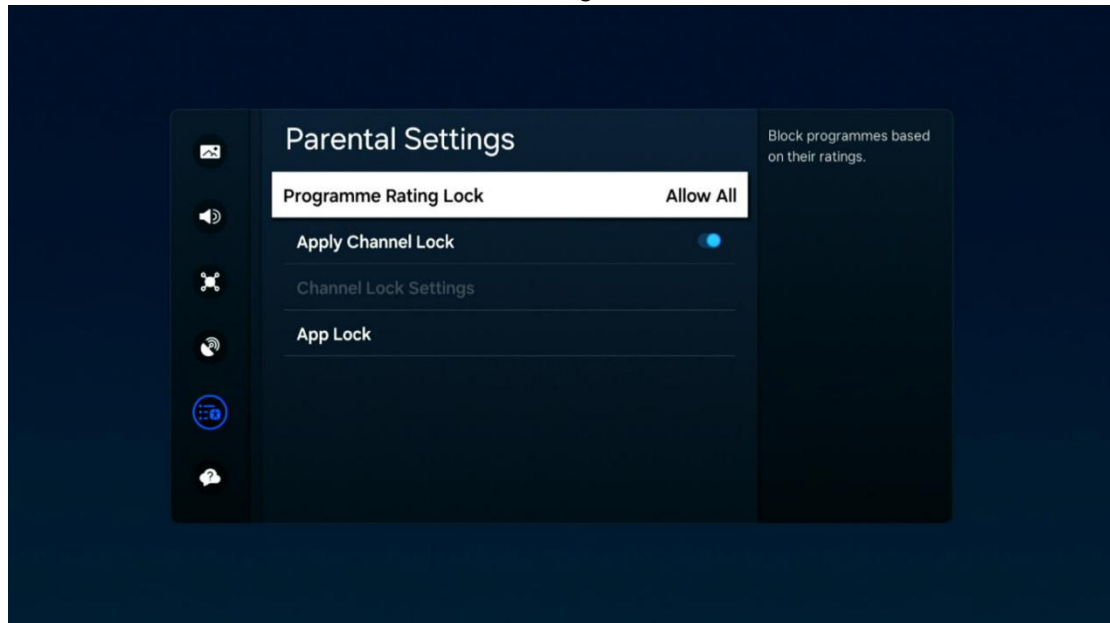 Parental Settings
Programme Rating Lock Allow All
Apply Channel Lock
Channel Lock Settings
App Lock
Block programmes based
on their ratings.